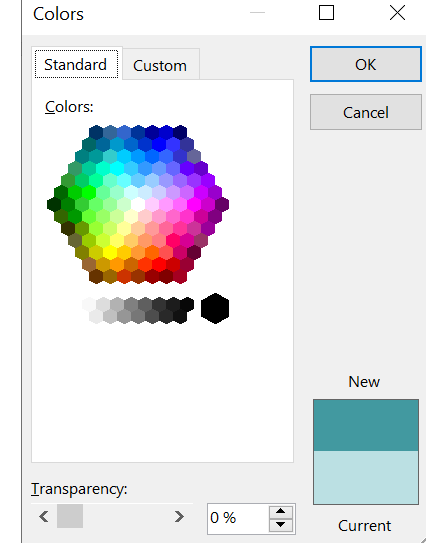 Colors
Standard
Custom
OK
Cancel
Colors:
New
Transparency:
0 %
Current